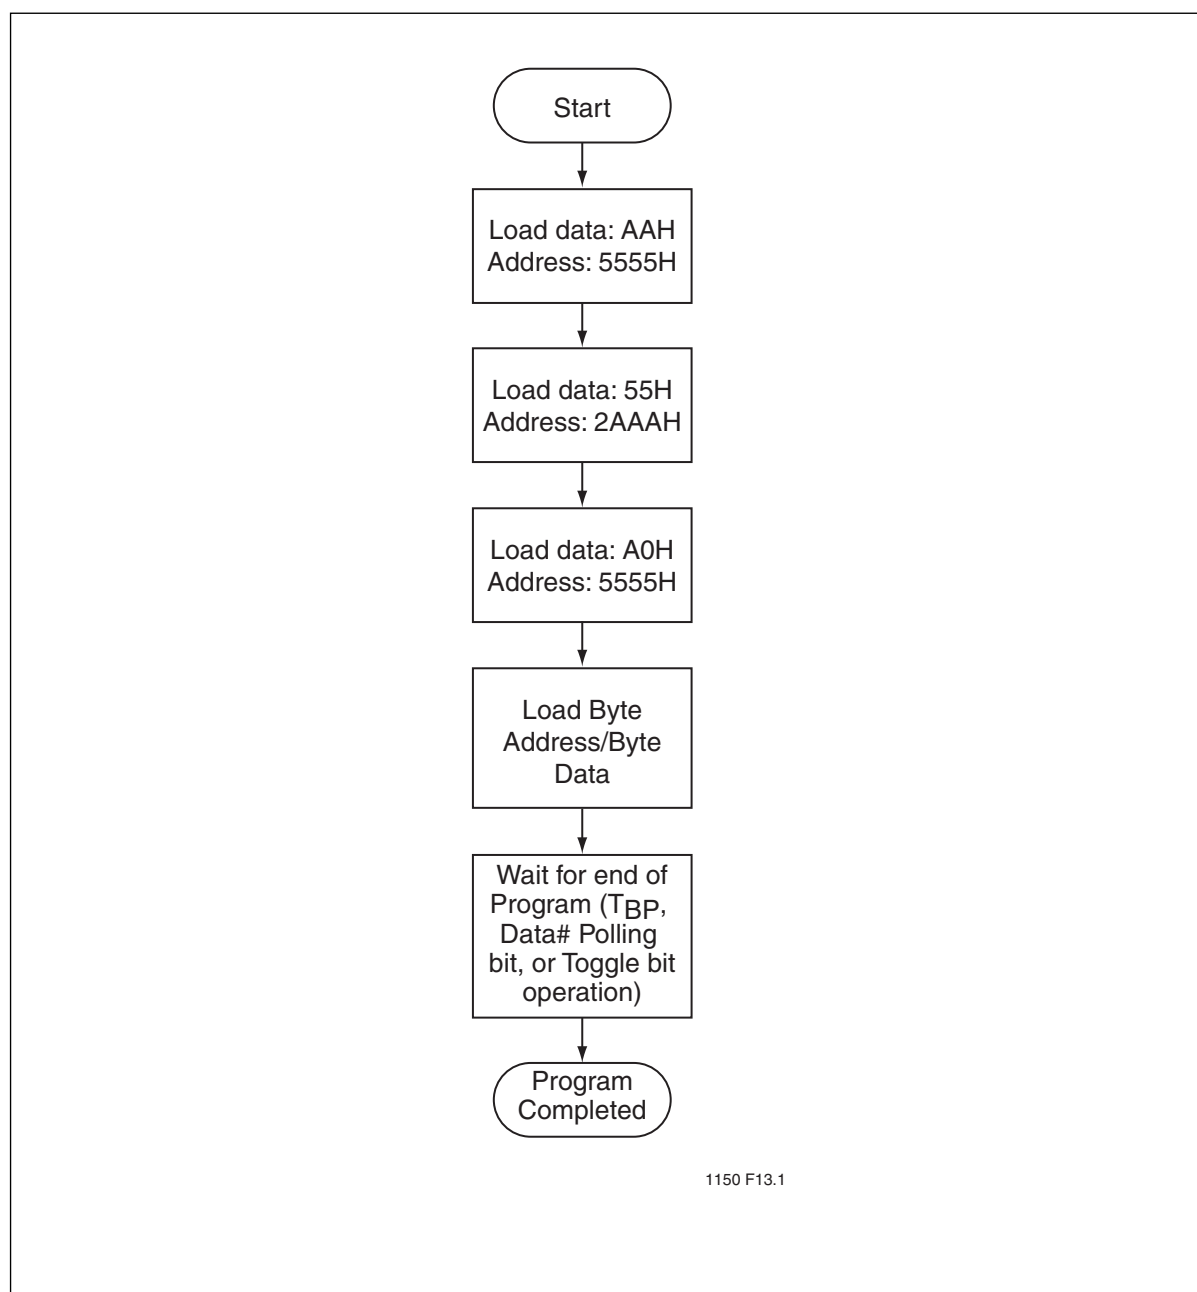 Start
Load data: AAH
Address: 5555H
Load data: 55H
Address: 2AAAH
Load data: A0H
Address: 5555H
Load Byte
Address/Byte
Data
Wait for end of
Program (TBP,
Data# Polling
bit, or Toggle bit
operation)
Program
Completed
1150 F13.1